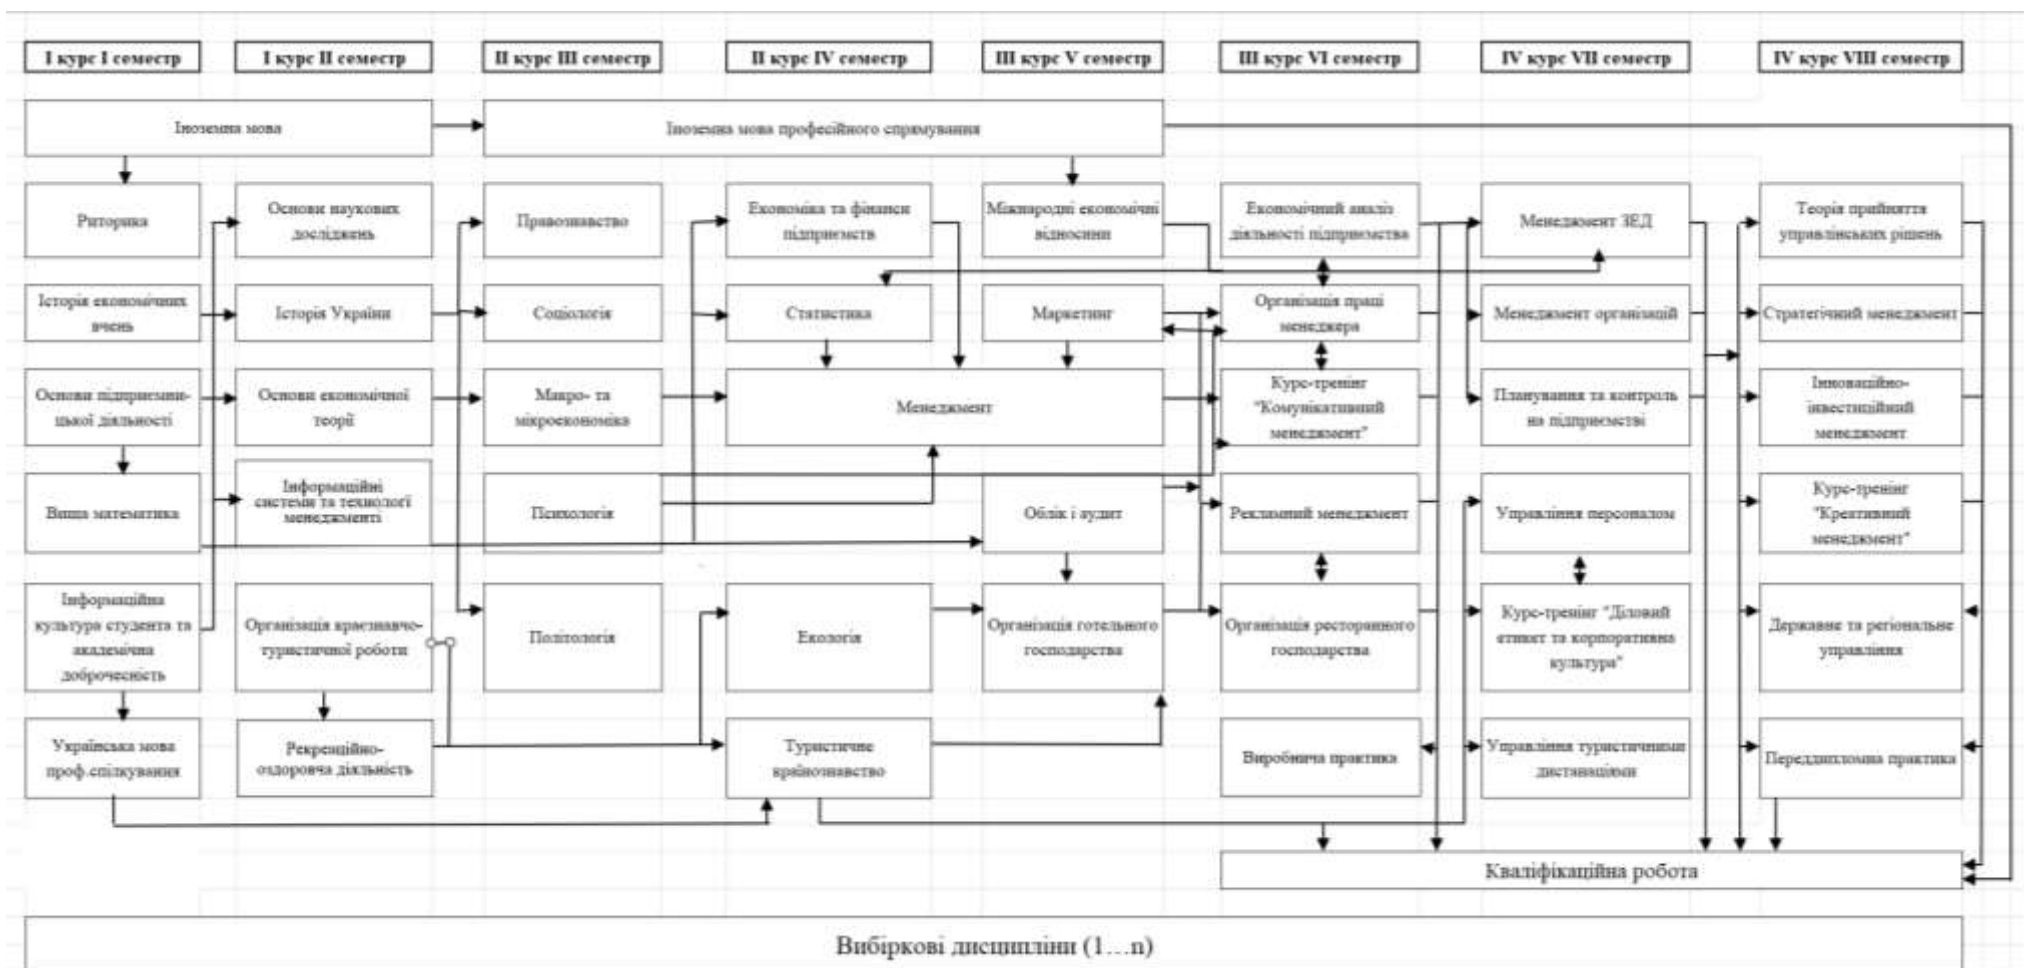 І курс І семестр
І курс ІІ семестр
ІІ курс ІІІ семестр
ІІ курс ІV семестр
ІІІ курс V семестр
ІІІ курс VІ семестр
ІV курс VІІ семестр
ІV курс VІІІ семестр
Іноземна мова
Іноземна мова професійного спрямування
Риторика
Основи наукових
досліджень
Правознавство
Економіка та фінанси
підприємств
Міжнародні економічні
відносини
Економічний аналіз
діяльності підприємства
Менеджмент ЗЕД
Теорія прийняття
управлінських рішень
Історія економічних
вчень
Історія України
Соціологія
Статистика
Маркетинг
Організація праці
менеджера
Менеджмент організацій
Стратегічний менеджмент
Основи підприємни-
цької діяльності
Основи економічної
теорії
Макро- та
мікроекономіка
Менеджмент
Курс-тренінг
"Комунікативний
менеджмент"
Планування та контроль
на підприємстві
Інноваційно-
інвестиційний
менеджмент
Вища математика
Інформаційні
системи та технології
менеджменті
Психологія
Облік і аудит
Рекламний менеджмент
Управління персоналом
Курс-тренінг
"Креативний
менеджмент"
Інформаційна
культура студента та
академічна
доброчесність
Організація краєзнавчо-
туристичної роботи
Політологія
Екологія
Організація готельного
господарства
Організація ресторанного
господарства
Курс-тренінг "Діловий
етикет та корпоративна
культура"
Державне та регіональне
управління
Українська мова
проф.спілкування
Рекреаційно-
оздоровча діяльність
Туристичне
країнознавство
Виробнича практика
Управління туристичними
дистанаціями
Переддипломна практика
Кваліфікаційна робота
Вибіркові дисципліни (1...n)